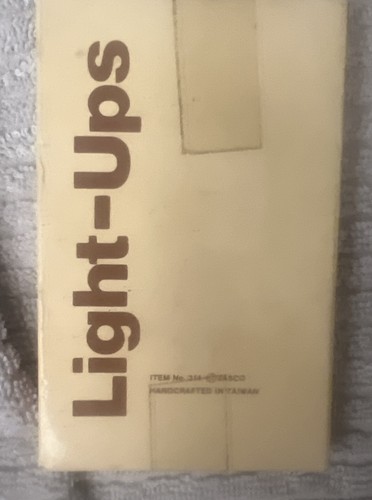 Light-Ups
ITEM No.
HANDCRAFTED IN TAIWAN